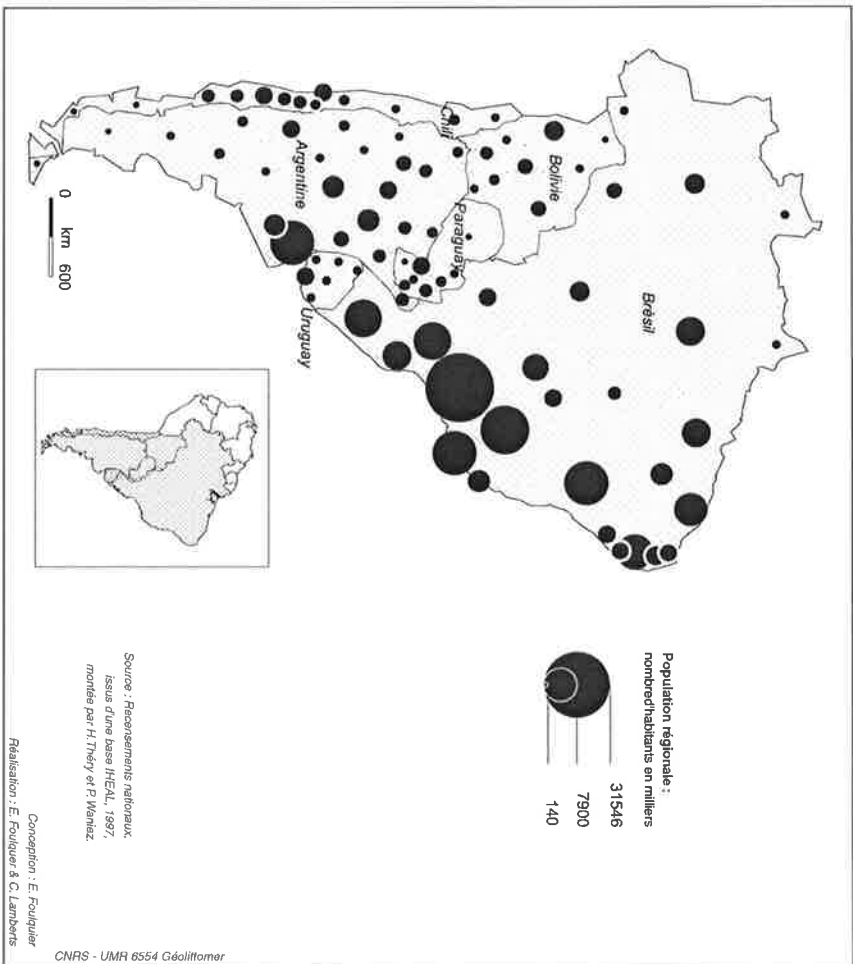 Brésil
Bolivie
Paraguay
Chili
Argentine
Uruguay
0 km 600
Population régionale :
nombred'habitants en milliers
31546
7900
140
Source : Recensements nationaux,
issus d'une base IHEAL, 1997,
montée par H.Théry et P. Waniez.
Conception : E. Foulquier
Réalisation : E. Foulquer & C. Lamberts
CNRS - UMR 6554 Géolittomer